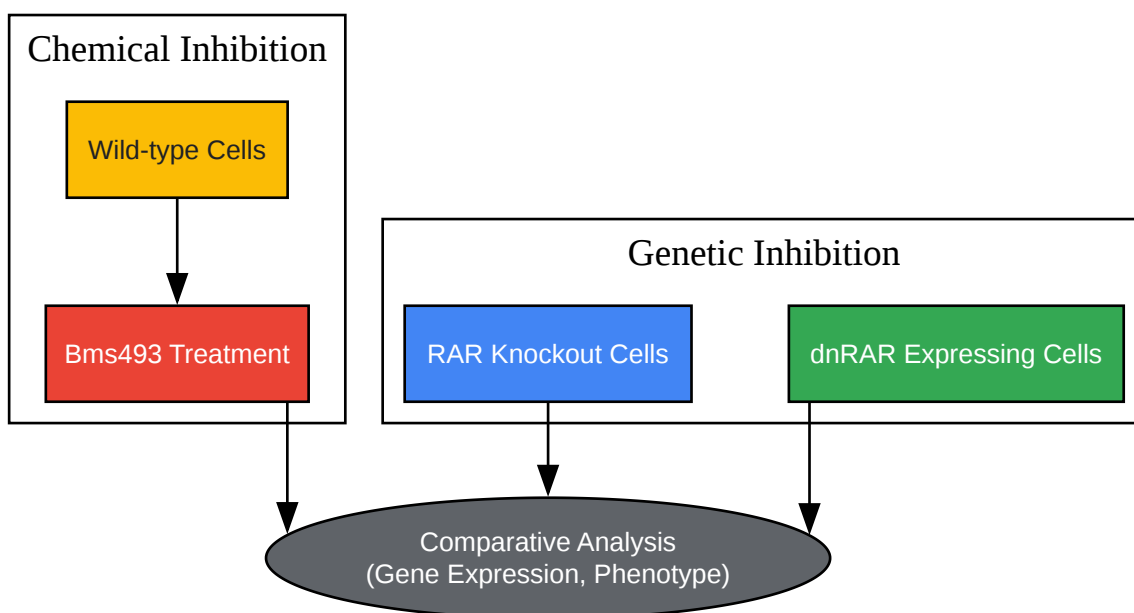 Chemical Inhibition
Wild-type Cells
Bms493 Treatment
Genetic Inhibition
RAR Knockout Cells
dnRAR Expressing Cells
Comparative Analysis
(Gene Expression, Phenotype)